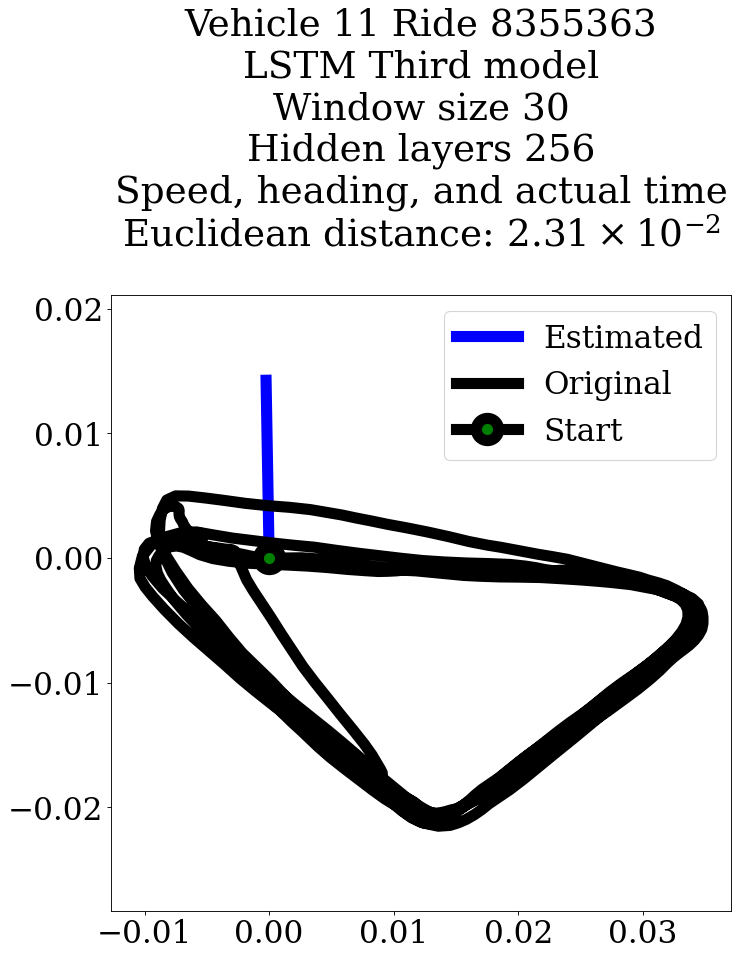 Vehicle 11 Ride 8355363
LSTM Third model
Window size 30
Hidden layers 256
Speed, heading, and actual time
Euclidean distance: 2.31 × 10⁻²
0.02
0.01
0.00
−0.01
−0.02
Estimated
Original
Start
−0.01 0.00 0.01 0.02 0.03